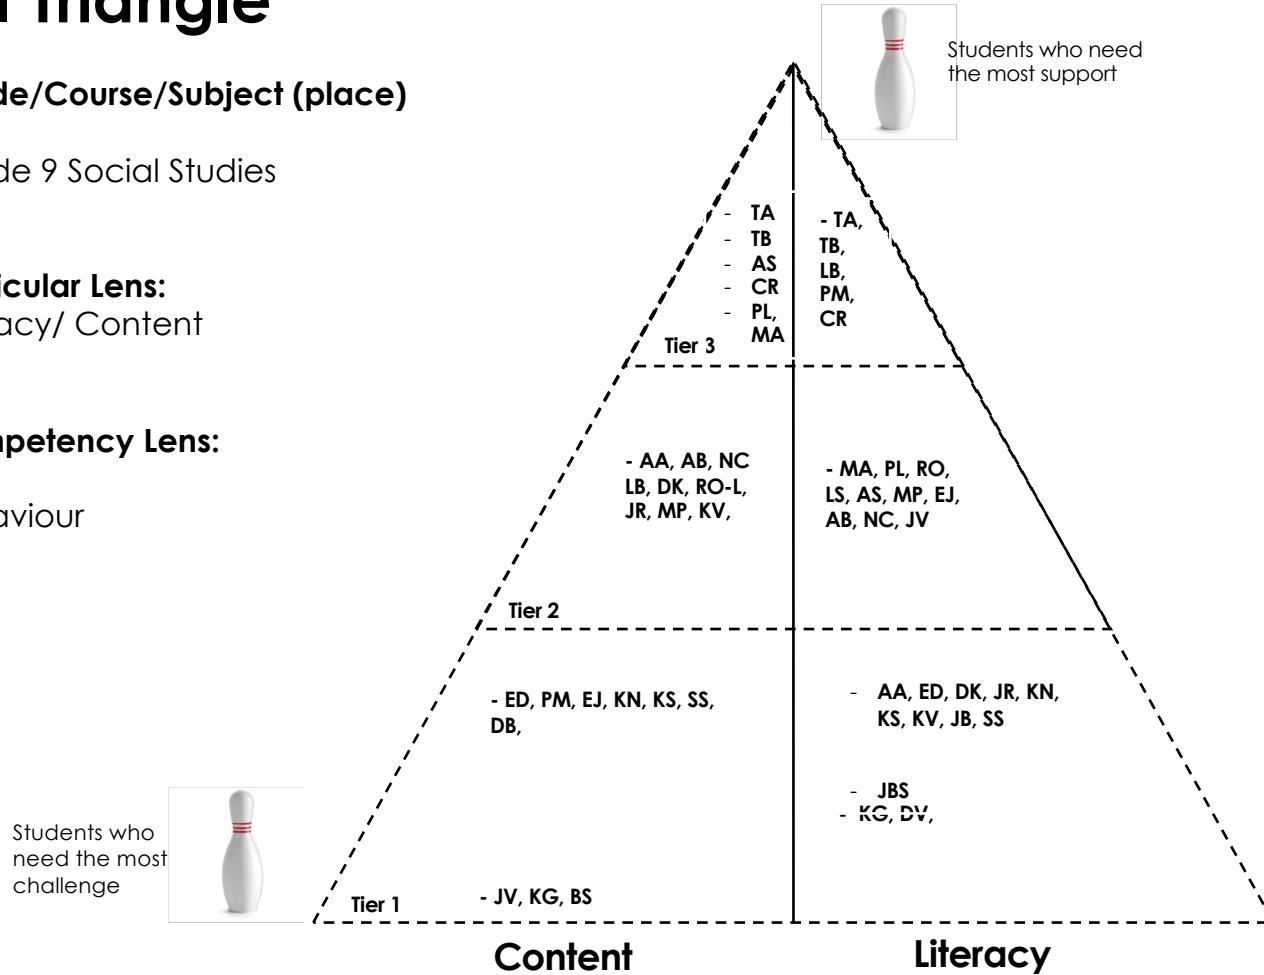 Triangle
de/Course/Subject (place)
de 9 Social Studies
icular Lens:
acy/ Content
mpetency Lens:
aviour
Students who need
the most support
- TA
- TB
- AS
- CR
- PL,
MA
Tier 3
- TA,
TB,
LB,
PM,
CR
- AA, AB, NC
LB, DK, RO-L,
JR, MP, KV,
Tier 2
- MA, PL, RO,
LS, AS, MP, EJ,
AB, NC, JV
- ED, PM, EJ, KN, KS, SS,
DB,
- AA, ED, DK, JR, KN,
KS, KV, JB, SS
- JBS
- KG, DV,
Students who
need the most
challenge
Tier 1
- JV, KG, BS
Content
Literacy